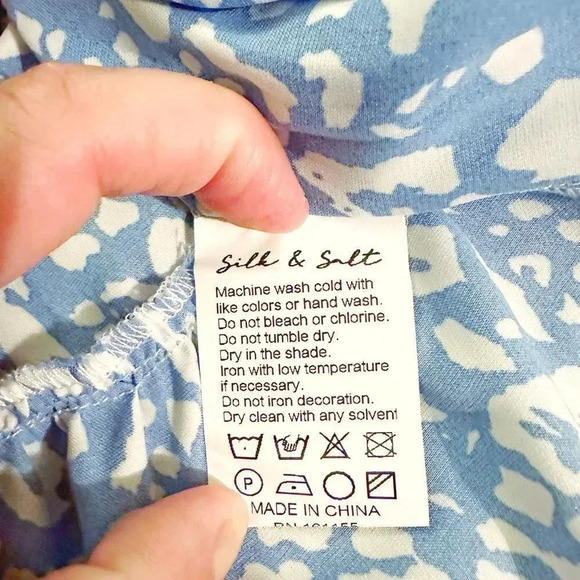 Silk & Salt
Machine wash cold with
like colors or hand wash.
Do not bleach or chlorine.
Do not tumble dry.
Dry in the shade.
Iron with low temperature
if necessary.
Do not iron decoration.
Dry clean with any solvent
P
MADE IN CHINA